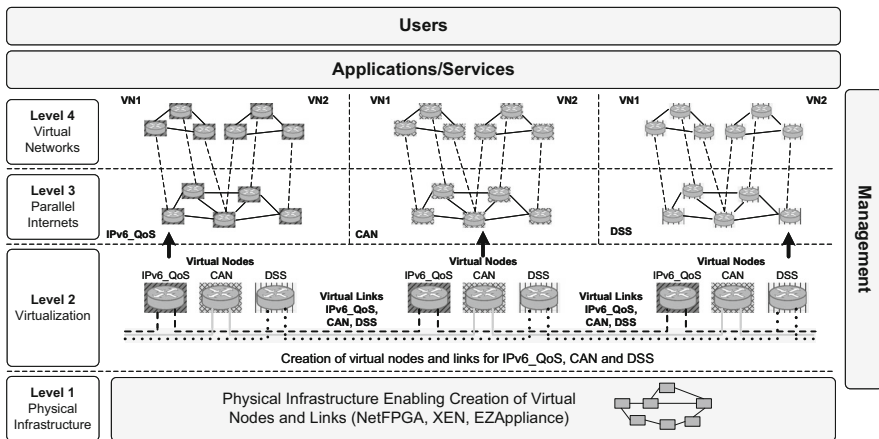 Users
Applications/Services
Management
Level 4
Virtual
Networks
VN1
VN2
VN1
VN2
VN1
VN2
Level 3
Parallel
Internets
IPv6_QoS
CAN
DSS
Level 2
Virtualization
Virtual Nodes
IPv6_QoS
CAN
DSS
Virtual Links
IPv6_QoS,
CAN, DSS
Virtual Nodes
IPv6_QoS
CAN
DSS
Virtual Links
IPv6_QoS,
CAN, DSS
Virtual Nodes
IPv6_QoS
CAN
DSS
Creation of virtual nodes and links for IPv6_QoS, CAN and DSS
Level 1
Physical
Infrastructure
Physical Infrastructure Enabling Creation of Virtual
Nodes and Links (NetFPGA, XEN, EZAppliance)